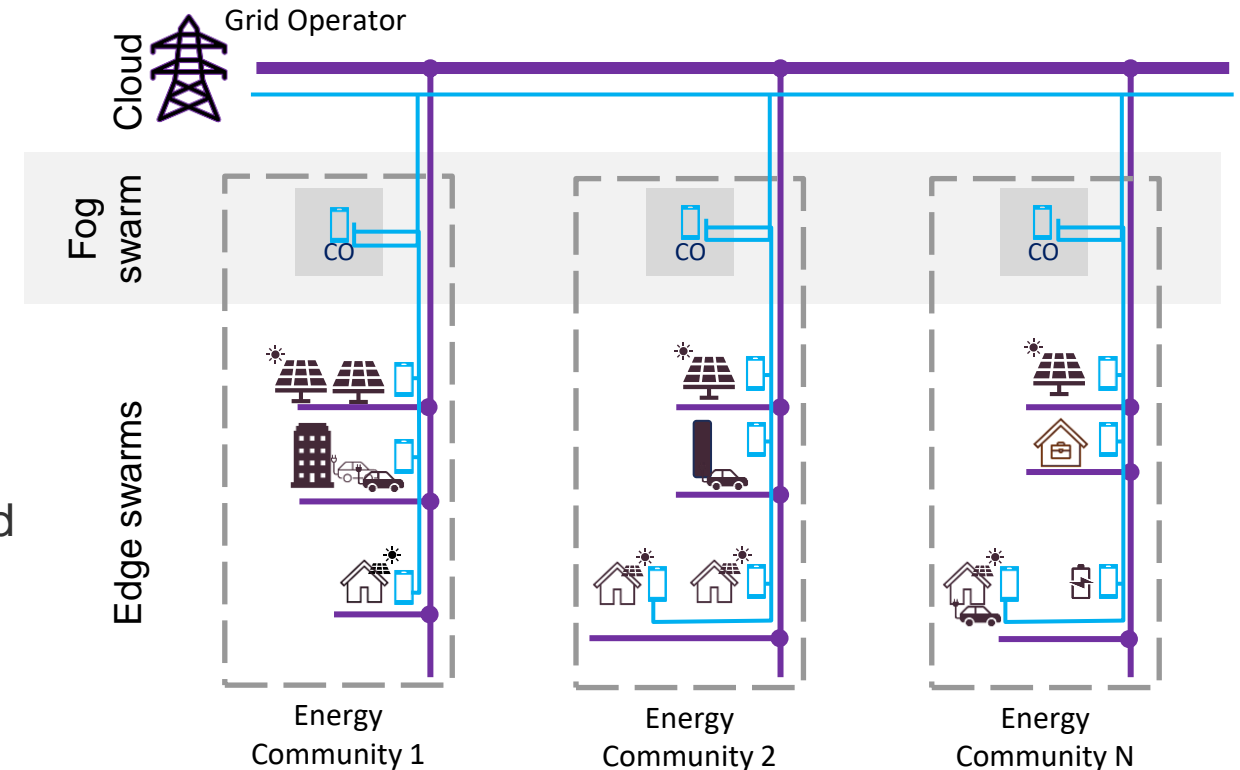 Grid Operator
Cloud
Fog
swarm
CO
CO
CO
Edge swarms
d
Energy
Community 1
Energy
Community 2
Energy
Community N